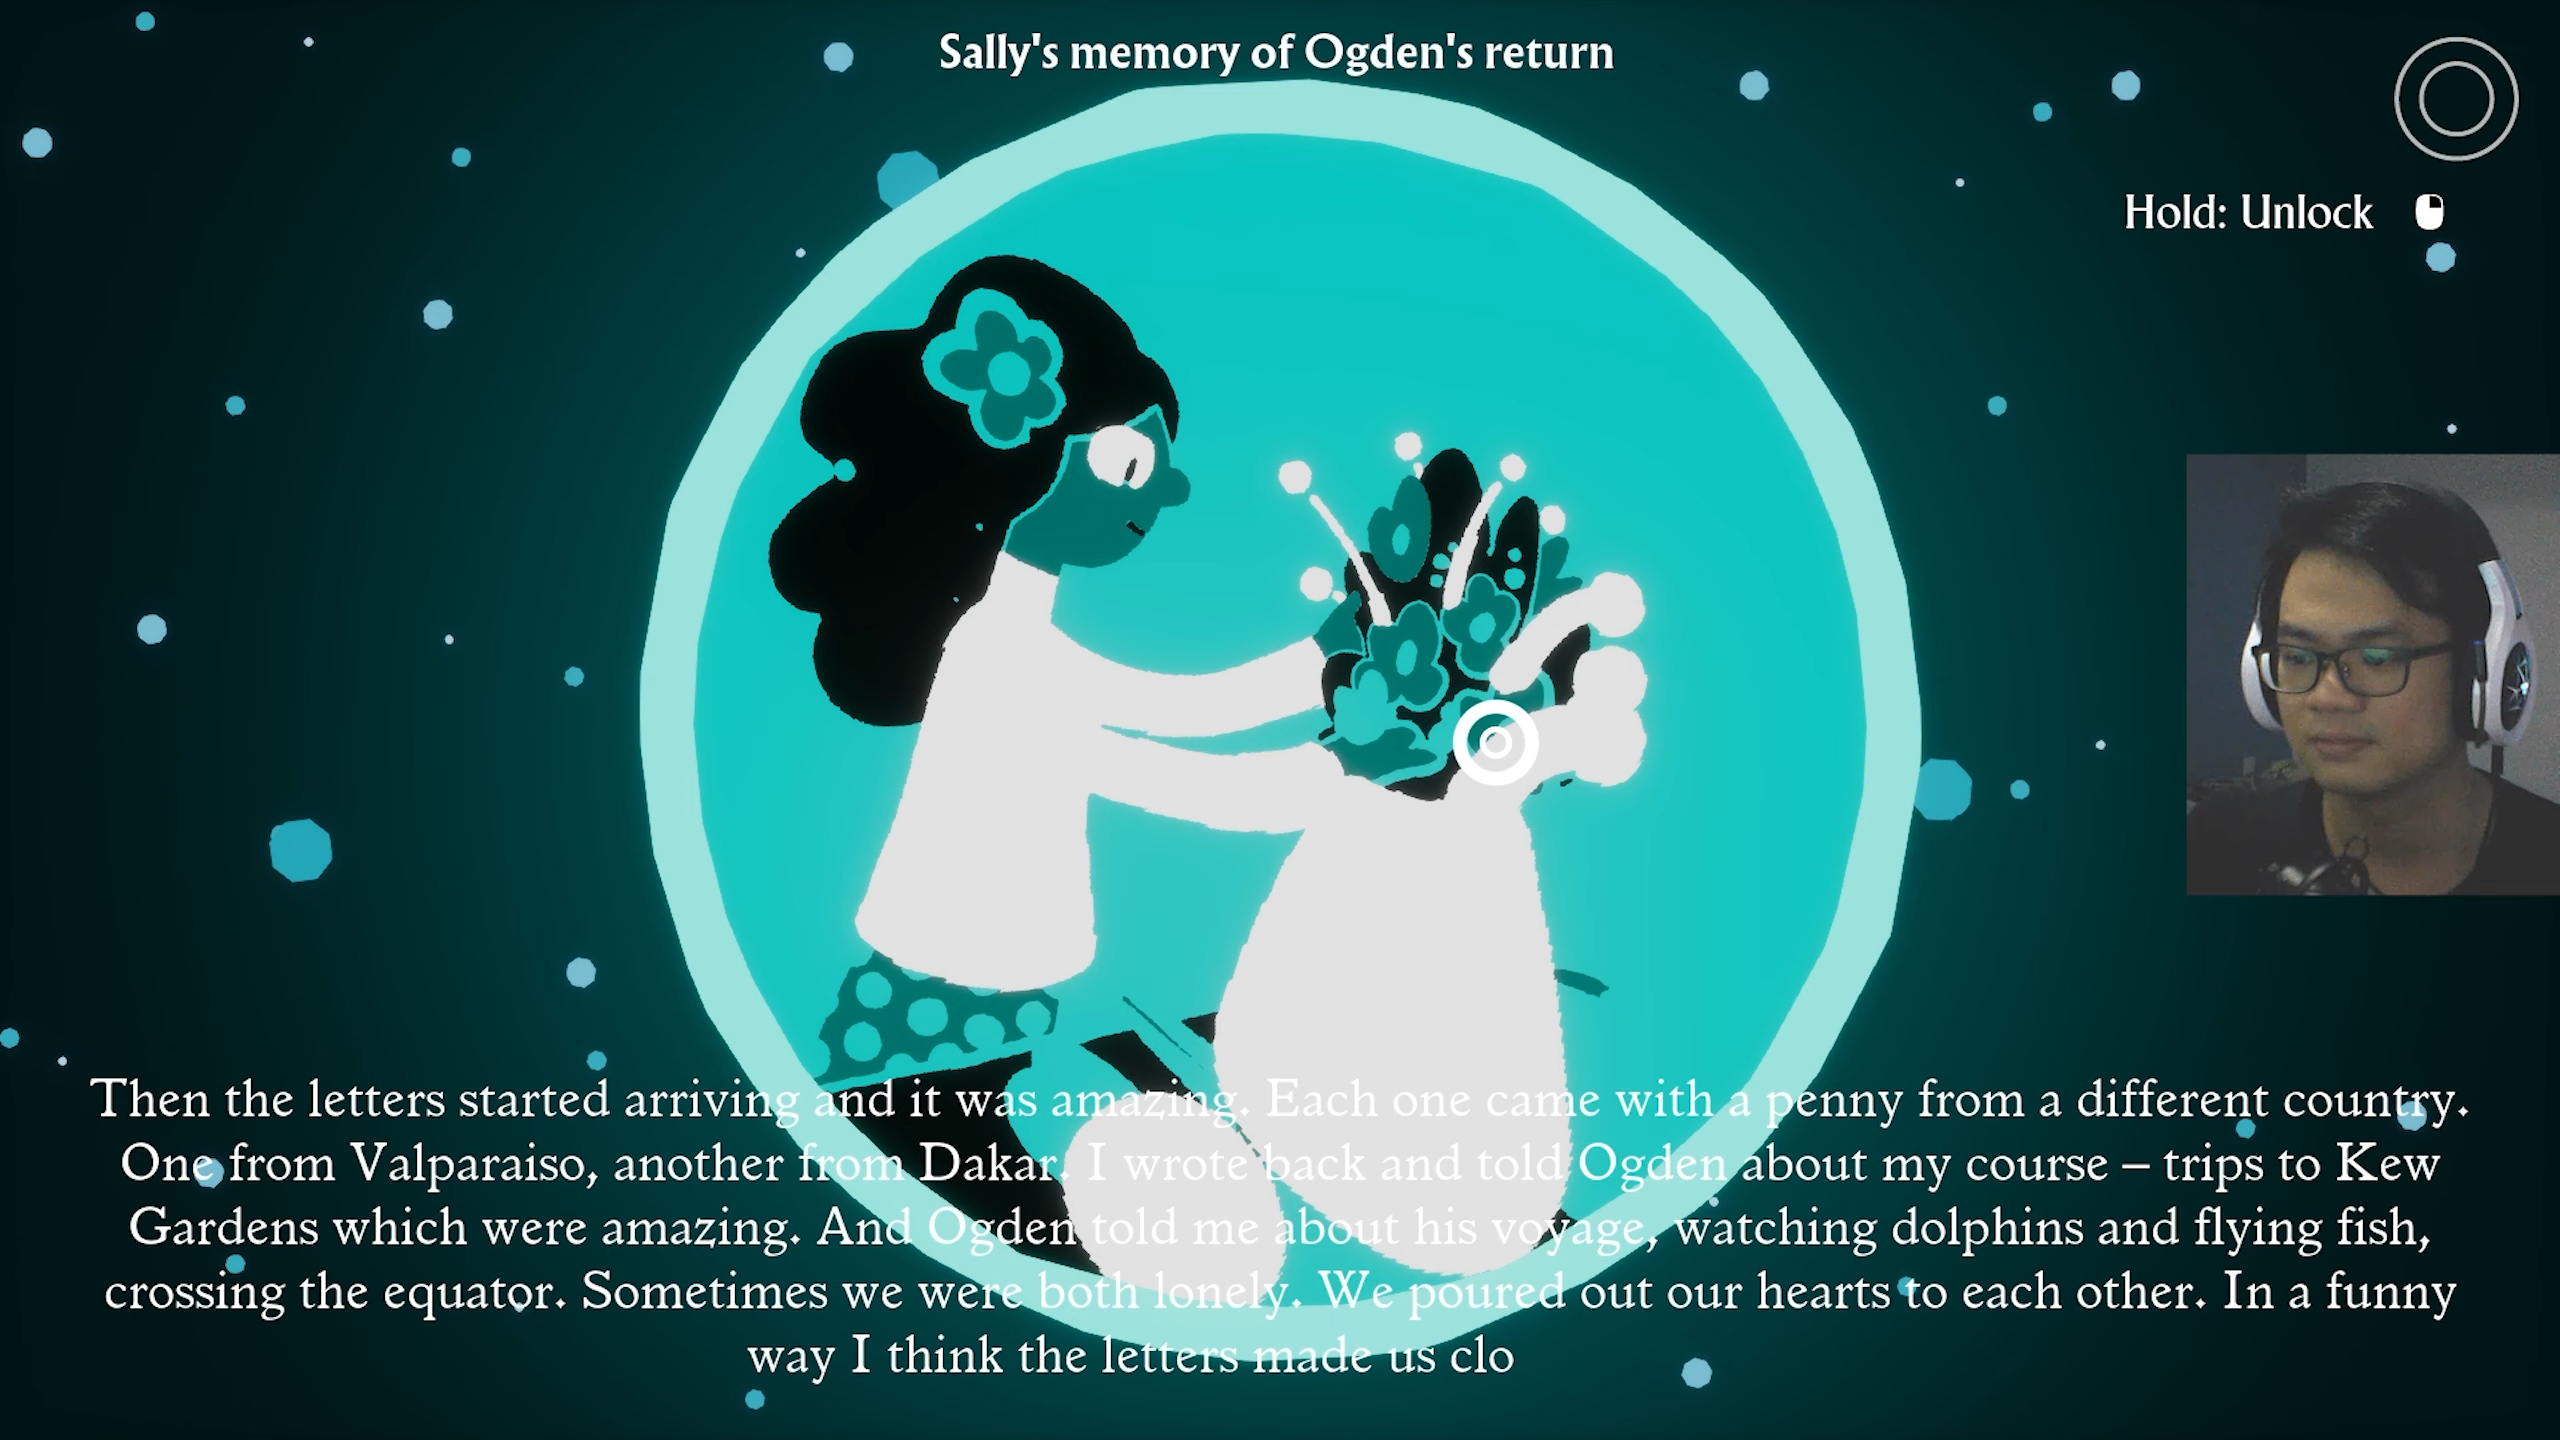 Sally's memory of Ogden's return
Hold: Unlock
Then the letters started arriving and it was amazing. Each one came with a penny from a different country.
One from Valparaiso, another from Dakar. I wrote back and told Ogden about my course – trips to Kew
Gardens which were amazing. And Ogden told me about his voyage, watching dolphins and flying fish,
crossing the equator. Sometimes we were both lonely. We poured out our hearts to each other. In a funny
way I think the letters made us clo